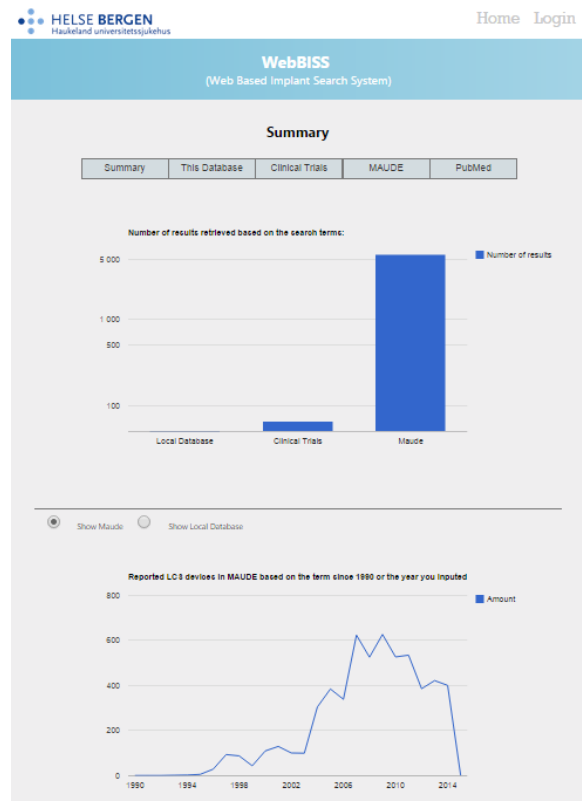 HELSE BERGEN
Haukeland universitetssjukehus
Home Login
WebBISS
(Web Based Implant Search System)
Summary
Summary This Database Clinical Trials MAUDE PubMed
Number of results retrieved based on the search terms:
5 000
Number of results
1 000
500
100
Local Database Clinical Trials Maude
Show Maude Show Local Database
Reported LC3 devices in MAUDE based on the term since 1990 or the year you inputed
800
Amount
600
400
200
0
1990 1994 1998 2002 2006 2010 2014